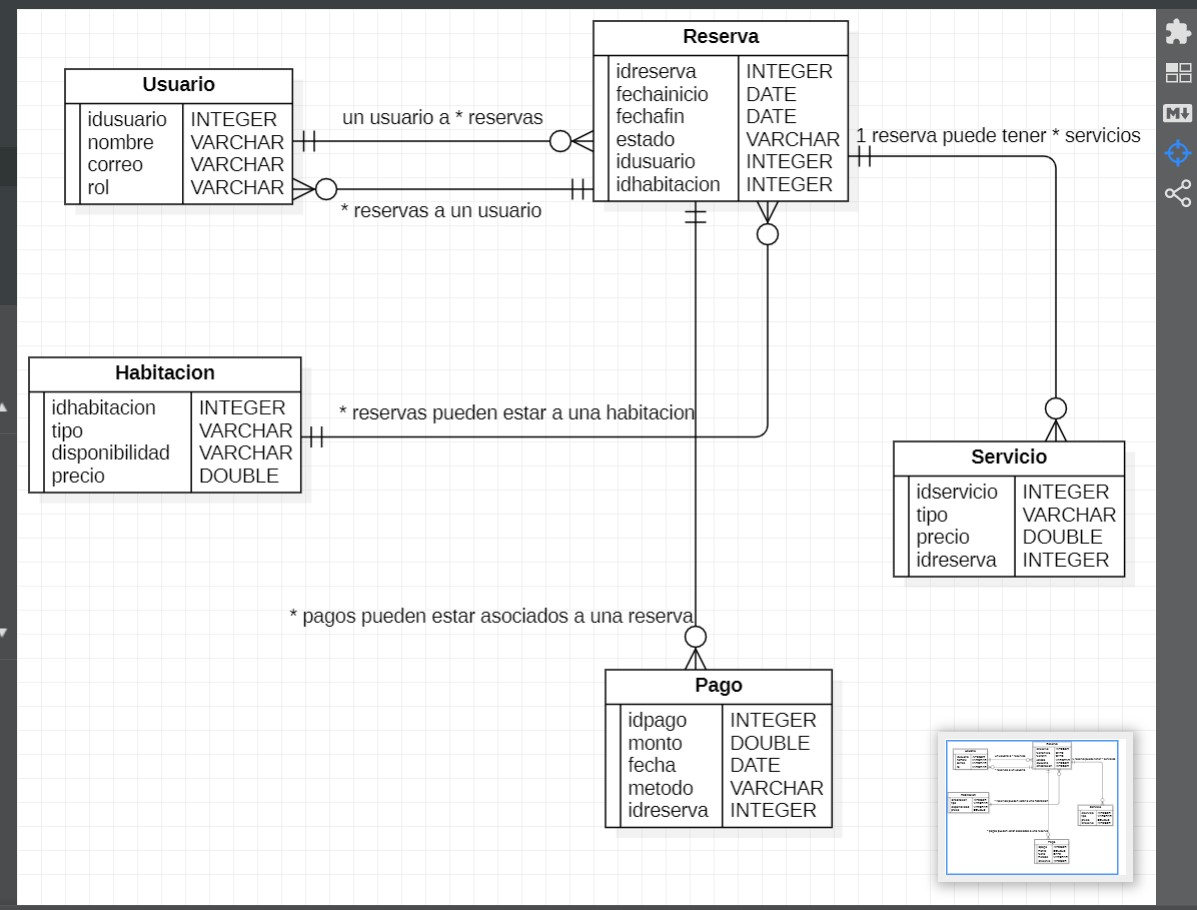 Usuario
idusuario INTEGER
nombre VARCHAR
correo VARCHAR
rol VARCHAR
un usuario a * reservas
* reservas a un usuario
Reserva
idreserva INTEGER
fechainicio DATE
fechafin DATE
estado VARCHAR
idusuario INTEGER
idhabitacion INTEGER
1 reserva puede tener * servicios
Habitacion
idhabitacion INTEGER
tipo VARCHAR
disponibilidad VARCHAR
precio DOUBLE
* reservas pueden estar a una habitacion
Servicio
idservicio INTEGER
tipo VARCHAR
precio DOUBLE
idreserva INTEGER
* pagos pueden estar asociados a una reserva
Pago
idpago INTEGER
monto DOUBLE
fecha DATE
metodo VARCHAR
idreserva INTEGER
M